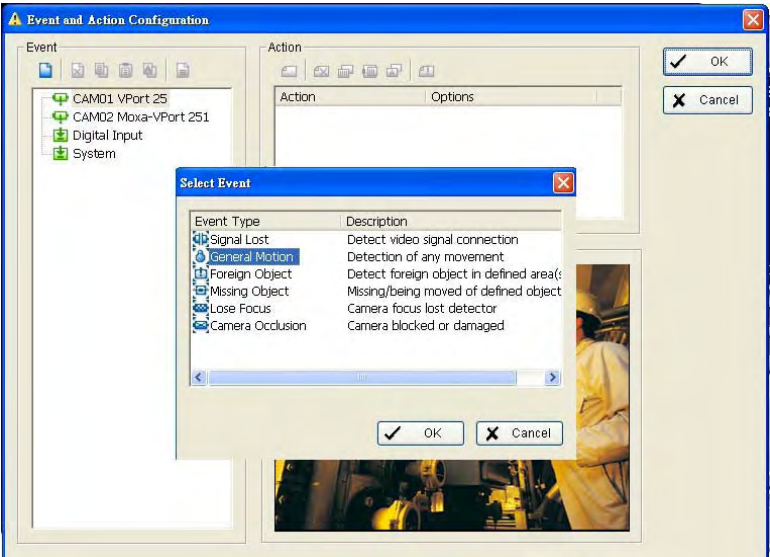 Event and Action Configuration
Event
Action
OK
Cancel
CAM01 VPort 25
CAM02 Moxa-VPort 251
Digital Input
System
Action Options
Select Event
Event Type Description
Signal Lost Detect video signal connection
General Motion Detection of any movement
Foreign Object Detect foreign object in defined area(s
Missing Object Missing/being moved of defined object
Lose Focus Camera focus lost detector
Camera Occlusion Camera blocked or damaged
OK Cancel